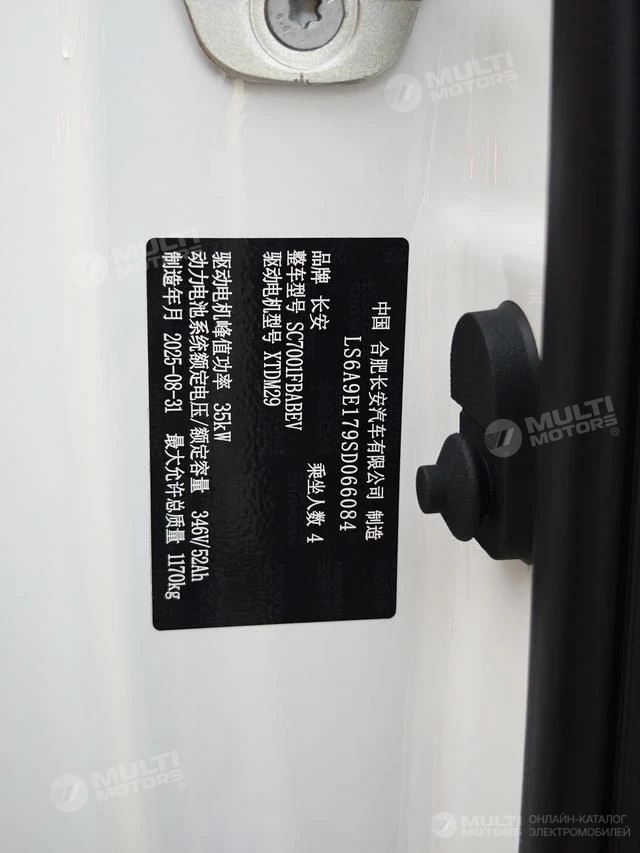 中国 合肥长安汽车有限公司 制造
LS6A9E179SD066084
品牌 长安
整车型号 SC7001FBABEV 乘坐人数 4
驱动电机型号 XTDM29
驱动电机峰值功率 35kW
动力电池系统额定电压/额定容量 346V/52Ah
制造年月 2025-08-31 最大允许总质量 1170kg
MULTI
MOTORS®
MULTI
MOTORS®
MULTI
MOTORS®
MULTI
MOTORS®
MULTI
MOTORS®
ОНЛАЙН-КАТАЛОГ
ЭЛЕКТРОМОБИЛЕЙ